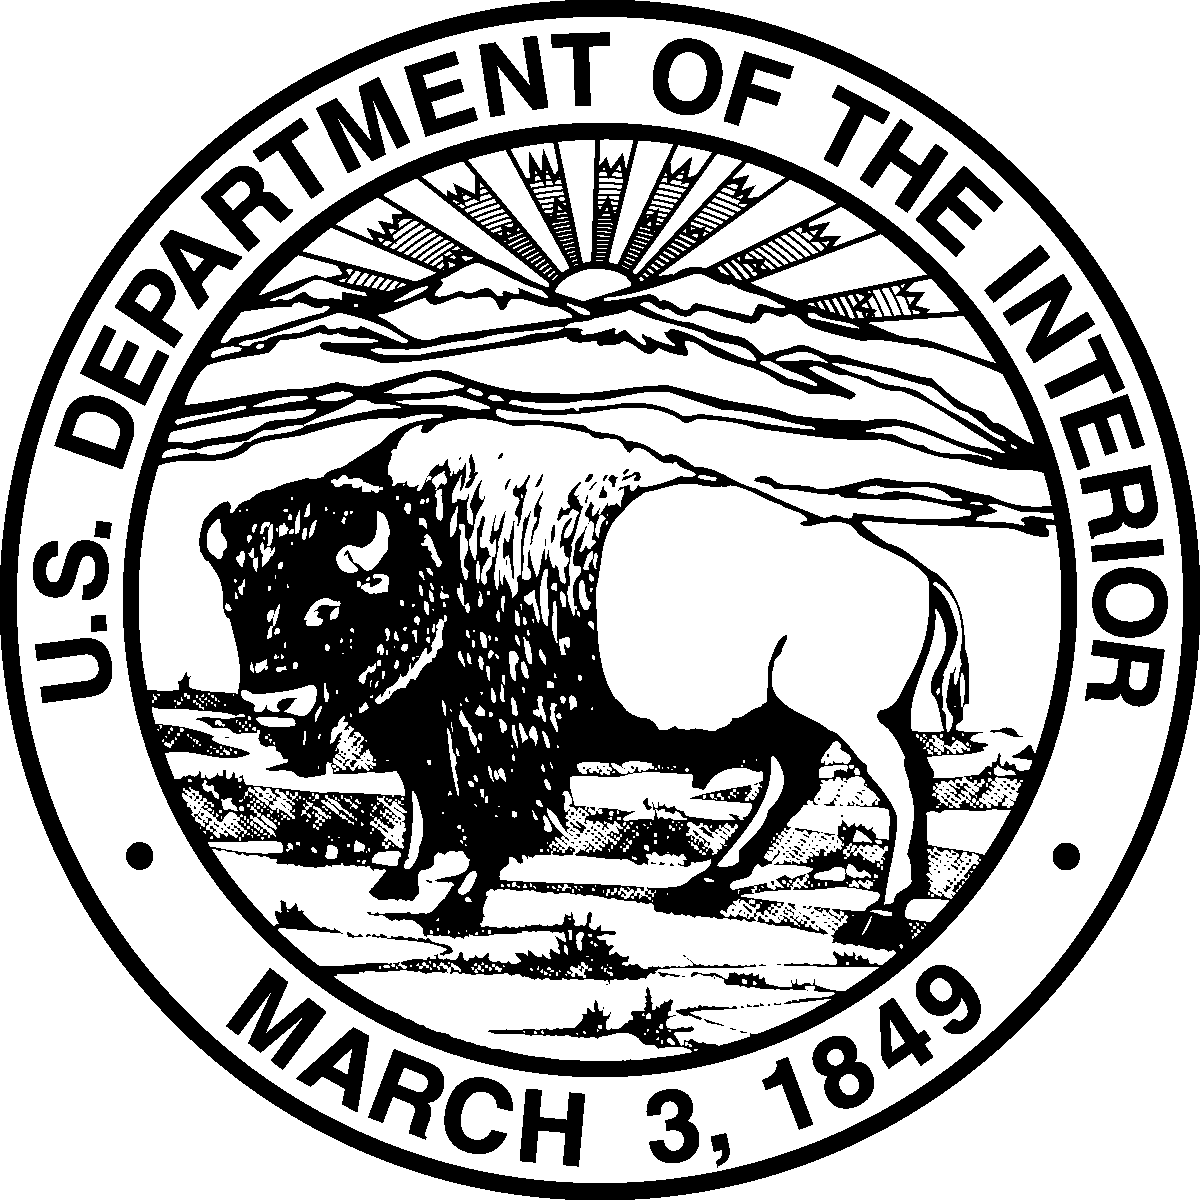 U.S. DEPARTMENT OF THE INTERIOR
MARCH 3, 1849